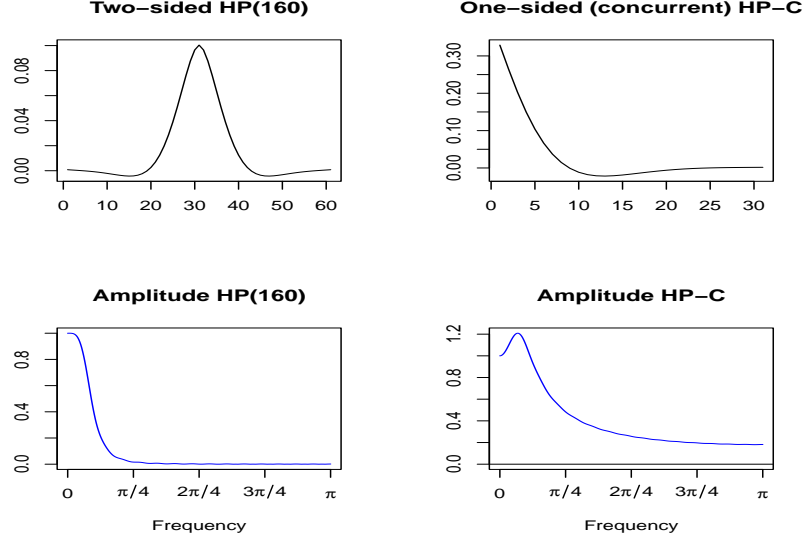 Two−sided HP(160)
0.00 0.04 0.08
0 10 20 30 40 50 60
One−sided (concurrent) HP−C
0.00 0.10 0.20 0.30
0 5 10 15 20 25 30
Amplitude HP(160)
0.0 0.4 0.8
0 π/4 2π/4 3π/4 π
Frequency
Amplitude HP−C
0.0 0.4 0.8 1.2
0 π/4 2π/4 3π/4 π
Frequency